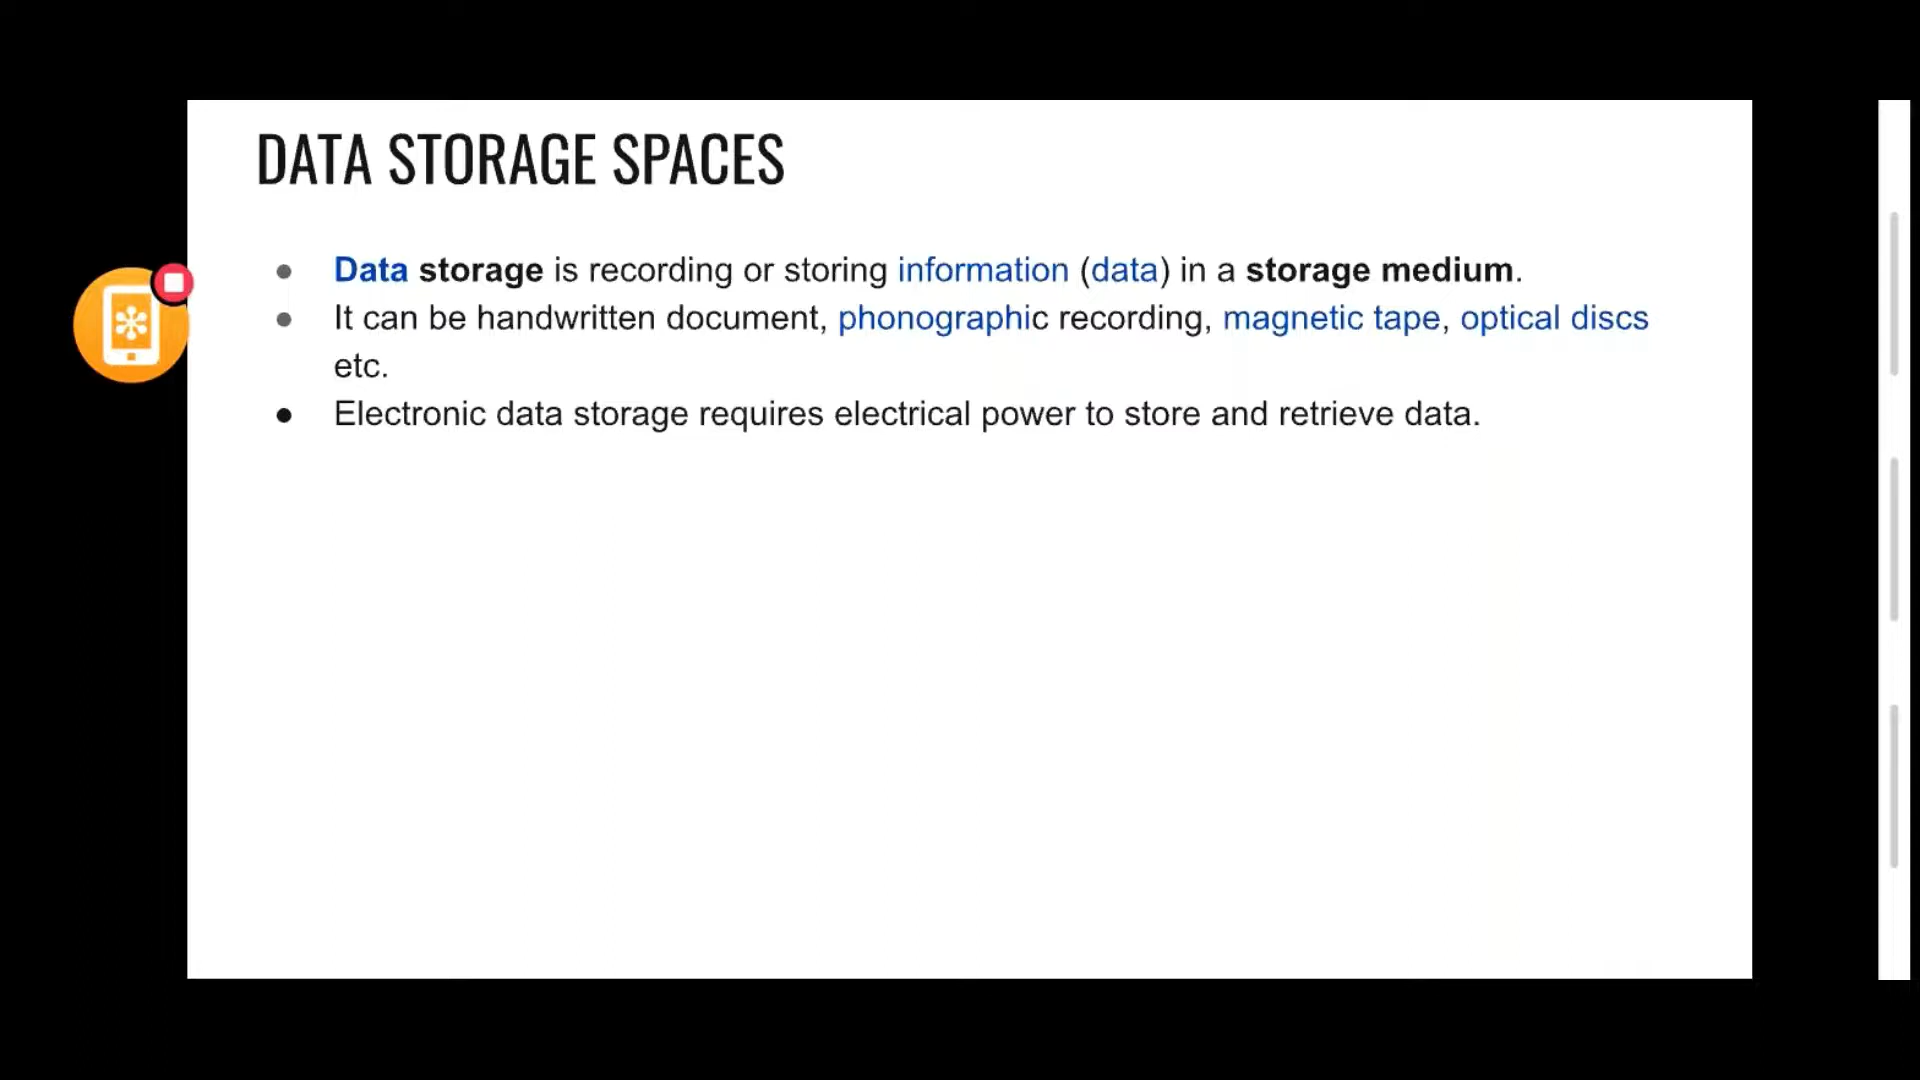 DATA STORAGE SPACES
● Data storage is recording or storing information (data) in a storage medium.
● It can be handwritten document, phonographic recording, magnetic tape, optical discs
etc.
● Electronic data storage requires electrical power to store and retrieve data.